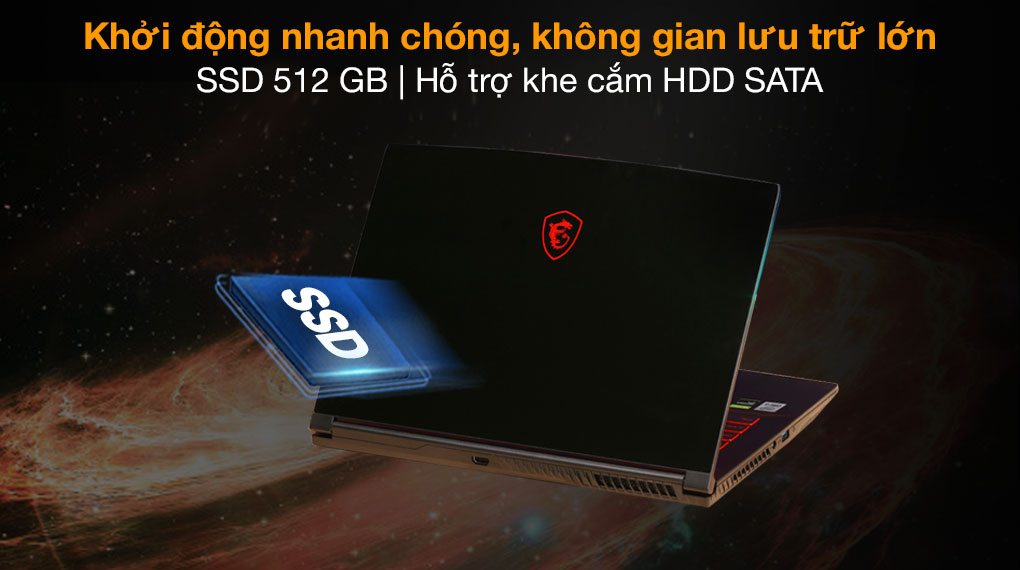 Khởi động nhanh chóng, không gian lưu trữ lớn
SSD 512 GB | Hỗ trợ khe cắm HDD SATA
SSD